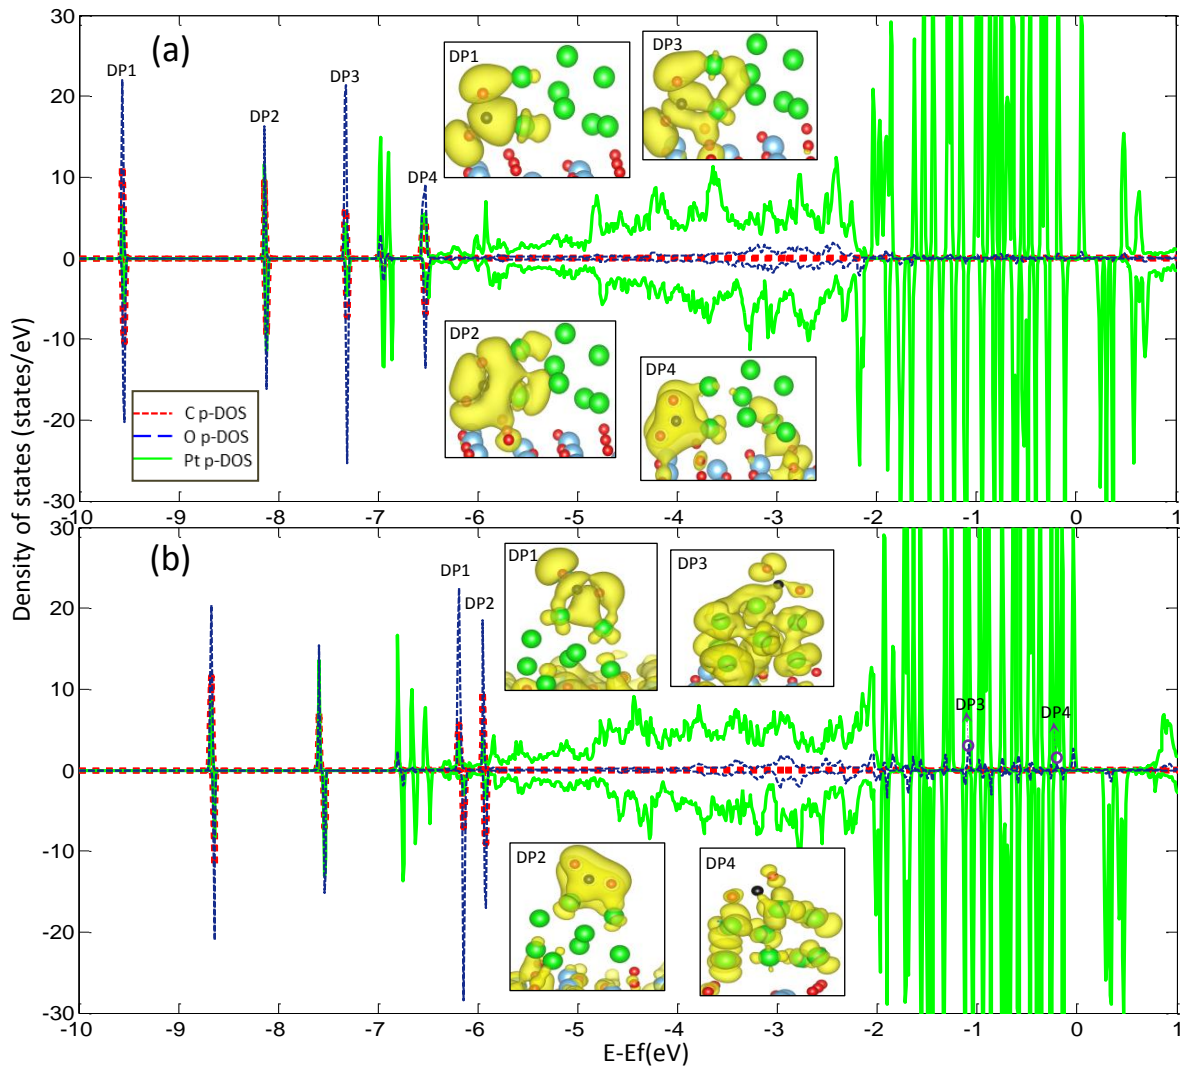 30
(a)
DP1
DP3
DP1
DP3
20
DP2
10
DP4
0
-10
DP2
DP4
-20
C p-DOS
O p-DOS
Pt p-DOS
-30
-10
-9
-8
-7
-6
-5
-4
-3
-2
-1
0
1
Density of states (states/eV)
30
(b)
DP1
DP3
DP1
20
DP2
10
DP3
DP4
0
-10
DP2
DP4
-20
-30
-10
-9
-8
-7
-6
-5
-4
-3
-2
-1
0
1
E-Ef(eV)